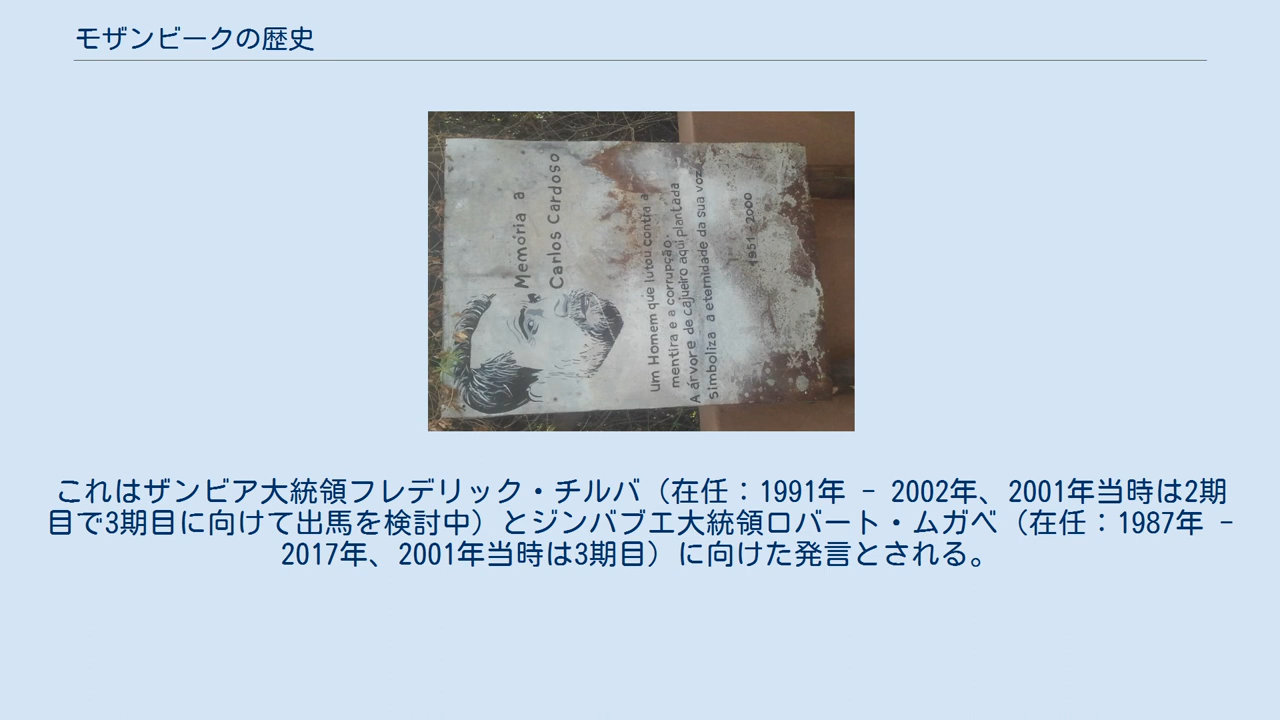 モザンビークの歴史
Memória a
Carlos Cardoso
um Homem que lutou contra a
mentira e a corrupção.
A árvore de cajueiro aqui plantada
simboliza a eternidade da sua voz
1951-2000
これはザンビア大統領フレデリック・チルバ（在任：1991年 - 2002年、2001年当時は2期
目で3期目に向けて出馬を検討中）とジンバブエ大統領ロバート・ムガベ（在任：1987年 -
2017年、2001年当時は3期目）に向けた発言とされる。